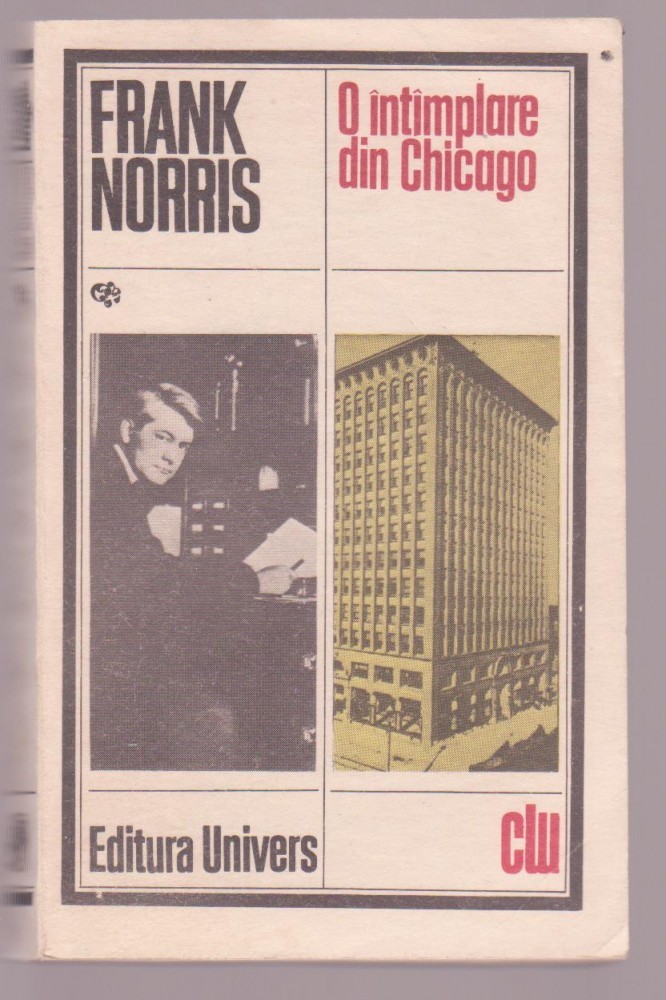 FRANK
NORRIS
O întîmplare
din Chicago
Editura Univers
clu